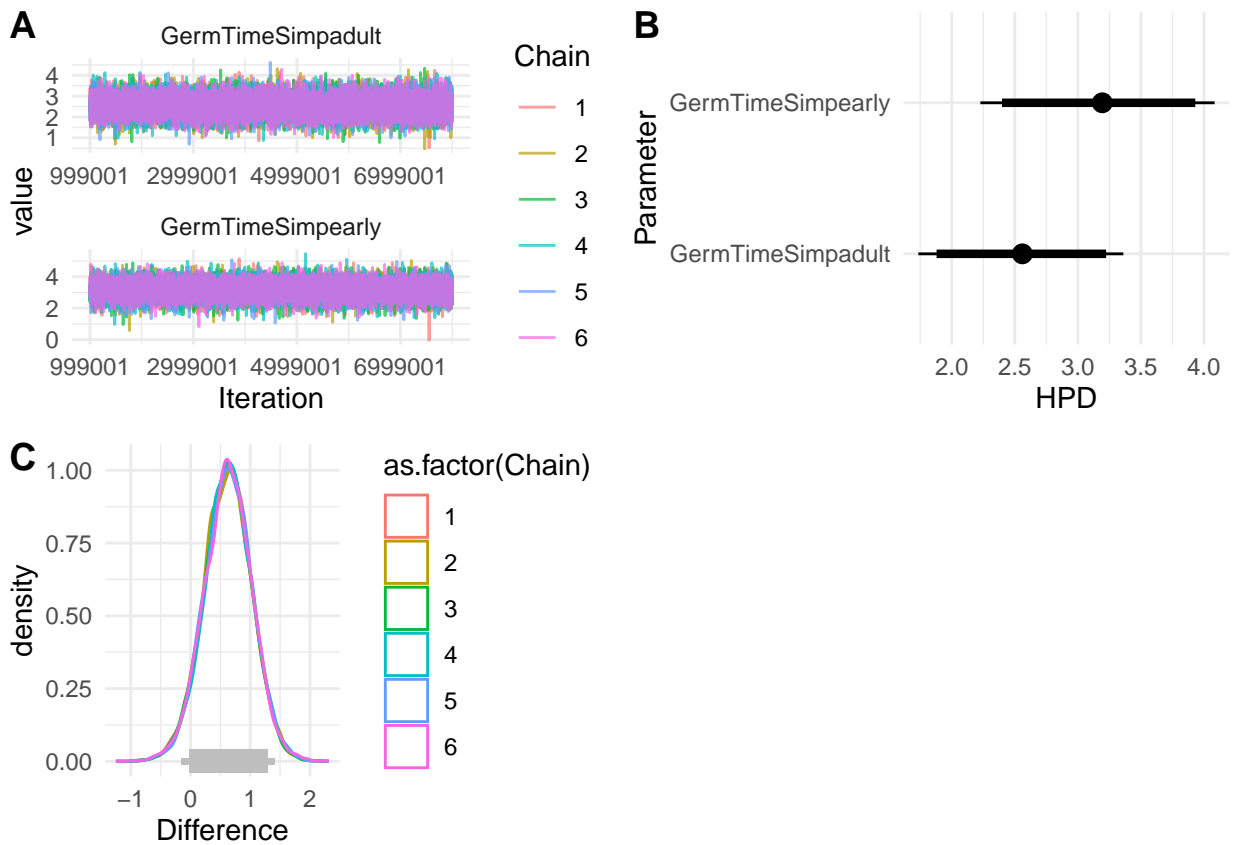 A
GermTimeSimpadult
4
3
2
1
999001 2999001 4999001 6999001
GermTimeSimpearly
4
2
0
999001 2999001 4999001 6999001
value
Iteration
Chain
1
2
3
4
5
6
B
Parameter
GermTimeSimpearly
GermTimeSimpadult
2.0 2.5 3.0 3.5 4.0
HPD
C
density
1.00
0.75
0.50
0.25
0.00
−1 0 1 2
Difference
as.factor(Chain)
1
2
3
4
5
6